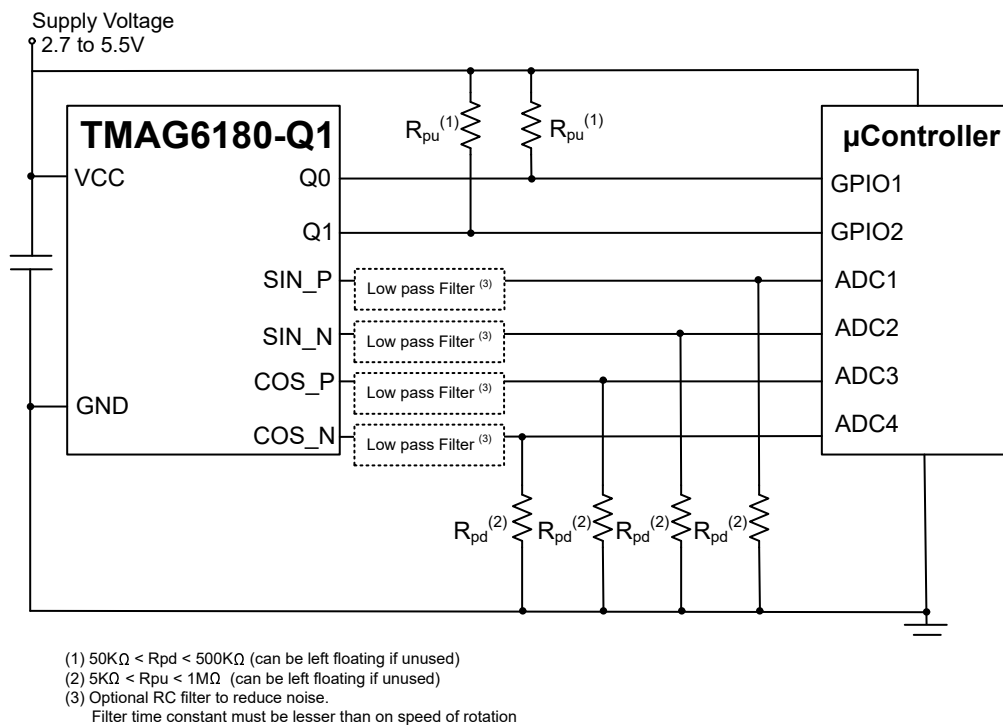 Supply Voltage
2.7 to 5.5V
TMAG6180-Q1
VCC
GND
Q0
Q1
SIN_P
SIN_N
COS_P
COS_N
Rpu(1)
Rpu(1)
Low pass Filter (3)
Low pass Filter (3)
Low pass Filter (3)
Low pass Filter (3)
µController
GPIO1
GPIO2
ADC1
ADC2
ADC3
ADC4
Rpd(2)
Rpd(2)
Rpd(2)
Rpd(2)
(1) 50KΩ < Rpd < 500KΩ (can be left floating if unused)
(2) 5KΩ < Rpu < 1MΩ (can be left floating if unused)
(3) Optional RC filter to reduce noise.
Filter time constant must be lesser than on speed of rotation